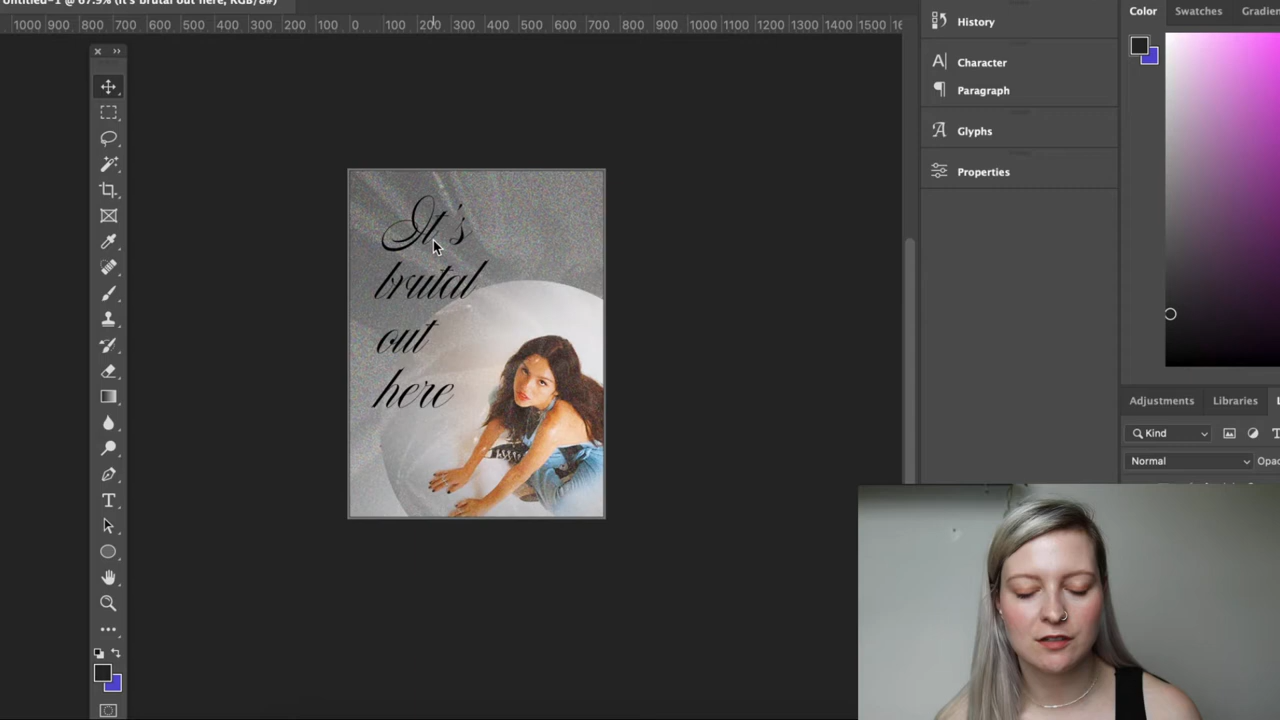 Untitled-1 @ 67.9% (It's brutal out here, RGB/8#)
1000 900 800 700 600 500 400 300 200 100 0 100 200 300 400 500 600 700 800 900 1000 1100 1200 1300 1400 1500
It's
brutal
out
here
T
History
Character
Paragraph
Glyphs
Properties
Color Swatches
Adjustments Libraries
Kind
Normal